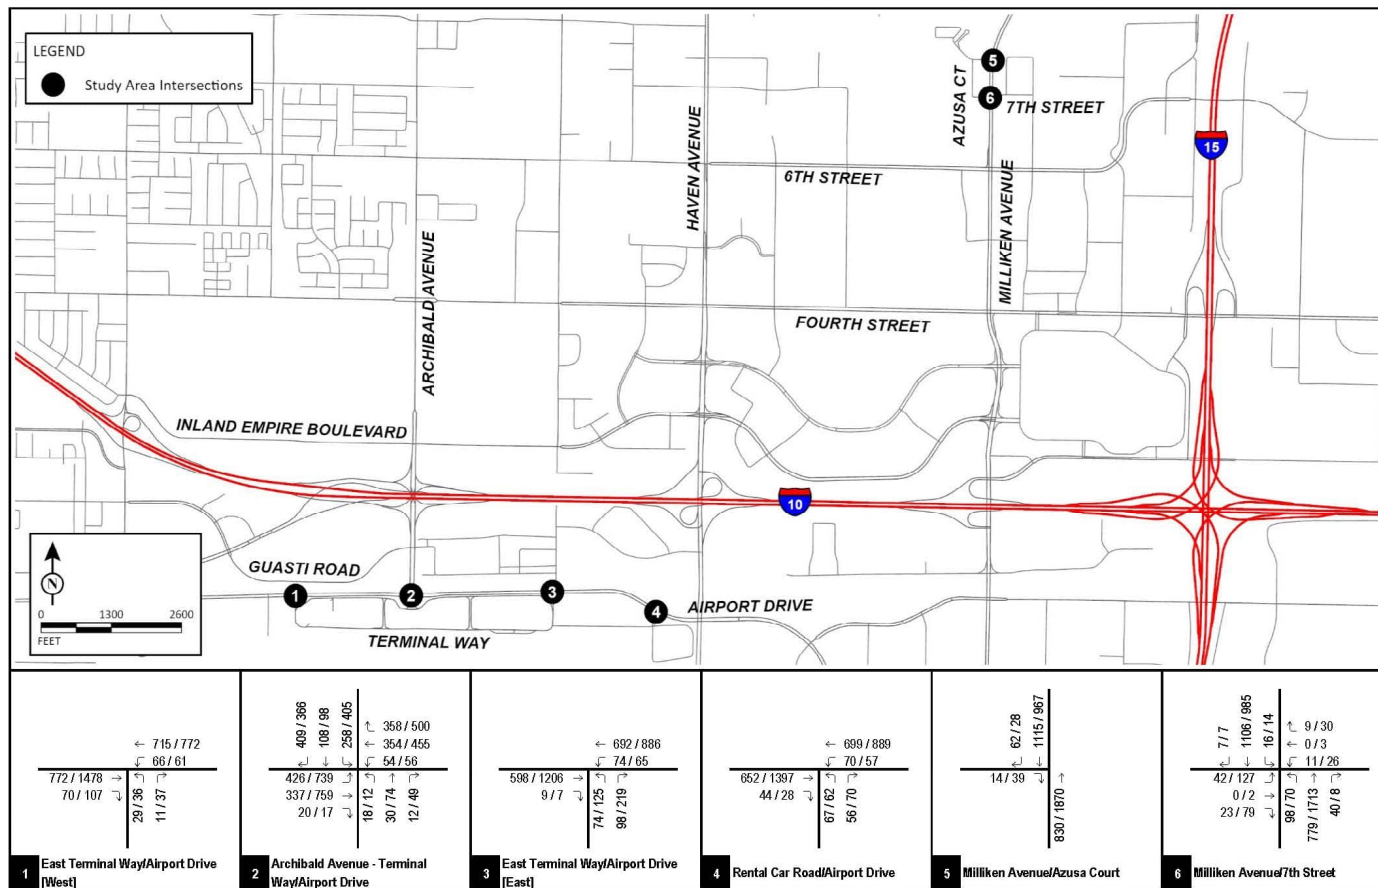 LEGEND
Study Area Intersections
5
6
AZUSA CT
7TH STREET
15
HAVEN AVENUE
6TH STREET
MILLIKEN AVENUE
ARCHIBALD AVENUE
FOURTH STREET
INLAND EMPIRE BOULEVARD
10
N
0 1300 2600
FEET
GUASTI ROAD
1
2
3
4
AIRPORT DRIVE
TERMINAL WAY
715 / 772
66 / 61
772 / 1478
70 / 107
29 / 36
11 / 37
1 East Terminal Way/Airport Drive
[West]
409 / 366
108 / 98
258 / 405
358 / 500
354 / 455
54 / 56
426 / 739
337 / 759
20 / 17
18 / 12
30 / 74
12 / 49
2 Archibald Avenue - Terminal
Way/Airport Drive
692 / 886
74 / 65
598 / 1206
9 / 7
74 / 125
98 / 219
3 East Terminal Way/Airport Drive
[East]
699 / 889
70 / 57
652 / 1397
44 / 28
67 / 62
56 / 70
4 Rental Car Road/Airport Drive
62 / 28
1115 / 967
14 / 39
830 / 1870
5 Milliken Avenue/Azusa Court
7 / 7
1106 / 985
16 / 14
9 / 30
0 / 3
11 / 26
42 / 127
0 / 2
23 / 79
98 / 70
779 / 1713
40 / 8
6 Milliken Avenue/7th Street